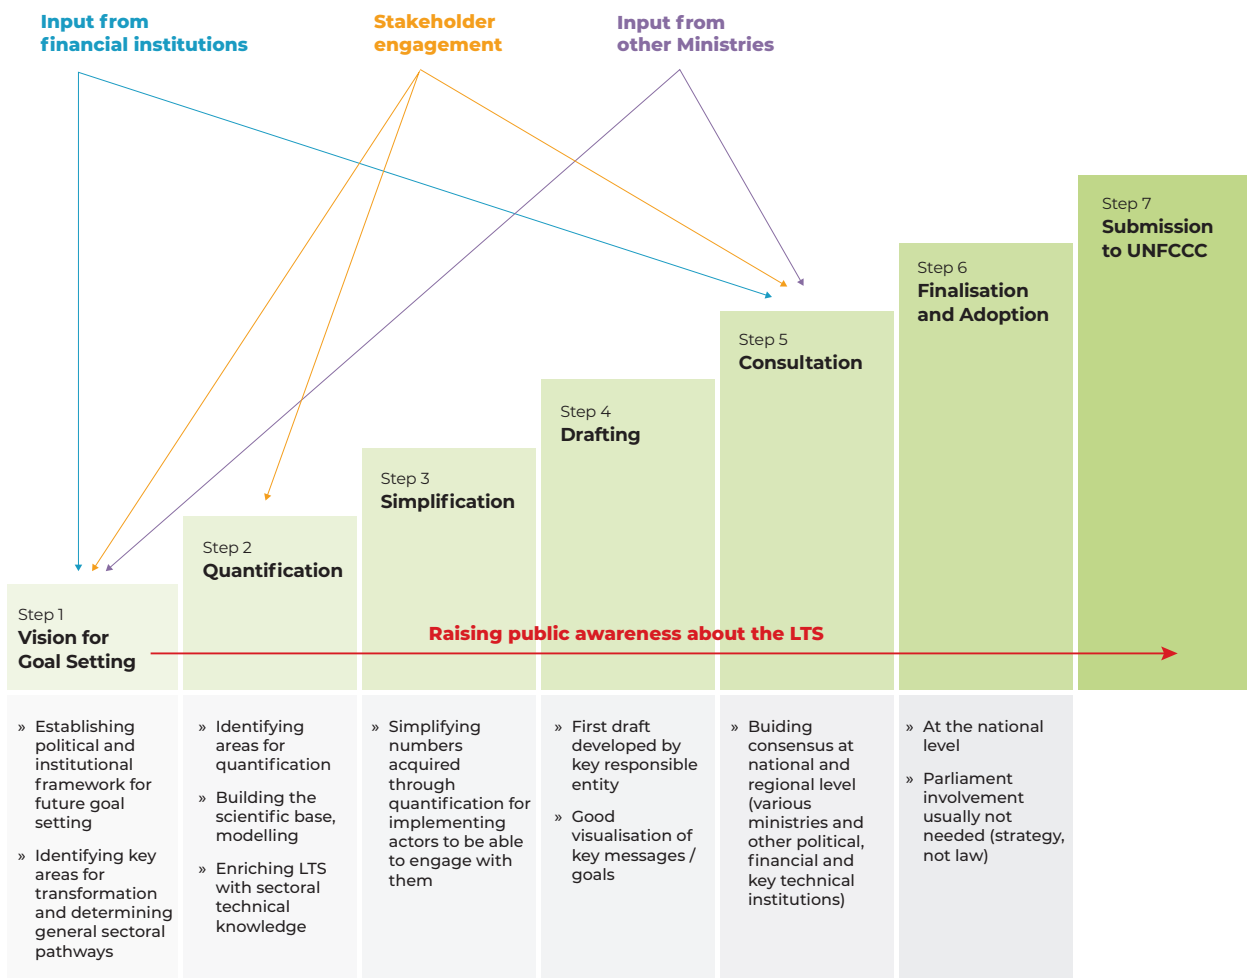 Input from
financial institutions
Stakeholder
engagement
Input from
other Ministries
Step 1
Vision for
Goal Setting
Step 2
Quantification
Step 3
Simplification
Step 4
Drafting
Step 5
Consultation
Step 6
Finalisation
and Adoption
Step 7
Submission
to UNFCCC
Raising public awareness about the LTS
» Establishing
political and
institutional
framework for
future goal
setting
» Identifying key
areas for
transformation
and determining
general sectoral
pathways
» Identifying
areas for
quantification
» Building the
scientific base,
modelling
» Enriching LTS
with sectoral
technical
knowledge
» Simplifying
numbers
acquired
through
quantification for
implementing
actors to be able
to engage with
them
» First draft
developed by
key responsible
entity
» Good
visualisation of
key messages /
goals
» Buiding
consensus at
national and
regional level
(various
ministries and
other political,
financial and
key technical
institutions)
» At the national
level
» Parliament
involvement
usually not
needed (strategy,
not law)